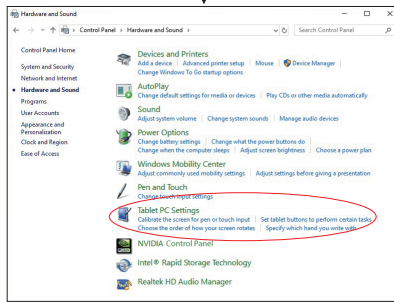 Hardware and Sound
Control Panel > Hardware and Sound >
Search Control Panel
Control Panel Home
System and Security
Network and Internet
Hardware and Sound
Programs
User Accounts
Appearance and
Personalization
Clock and Region
Ease of Access
Devices and Printers
Add a device | Advanced printer setup | Mouse | Device Manager |
Change Windows To Go startup options
AutoPlay
Change default settings for media or devices | Play CDs or other media automatically
Sound
Adjust system volume | Change system sounds | Manage audio devices
Power Options
Change battery settings | Change what the power buttons do |
Change when the computer sleeps | Adjust screen brightness | Choose a power plan
Windows Mobility Center
Adjust commonly used mobility settings | Adjust settings before giving a presentation
Pen and Touch
Change touch input settings
Tablet PC Settings
Calibrate the screen for pen or touch input | Set tablet buttons to perform certain tasks
Choose the order of how your screen rotates | Specify which hand you write with
NVIDIA Control Panel
Intel® Rapid Storage Technology
Realtek HD Audio Manager